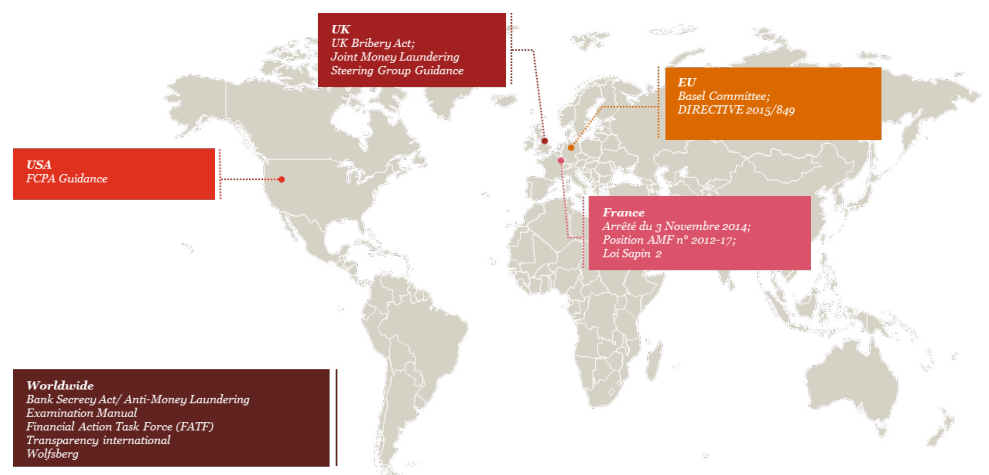 UK
UK Bribery Act;
Joint Money Laundering
Steering Group Guidance
EU
Basel Committee;
DIRECTIVE 2015/849
USA
FCPA Guidance
France
Arrêté du 3 Novembre 2014;
Position AMF n° 2012-17;
Loi Sapin 2
Worldwide
Bank Secrecy Act/ Anti-Money Laundering
Examination Manual
Financial Action Task Force (FATF)
Transparency international
Wolfsberg